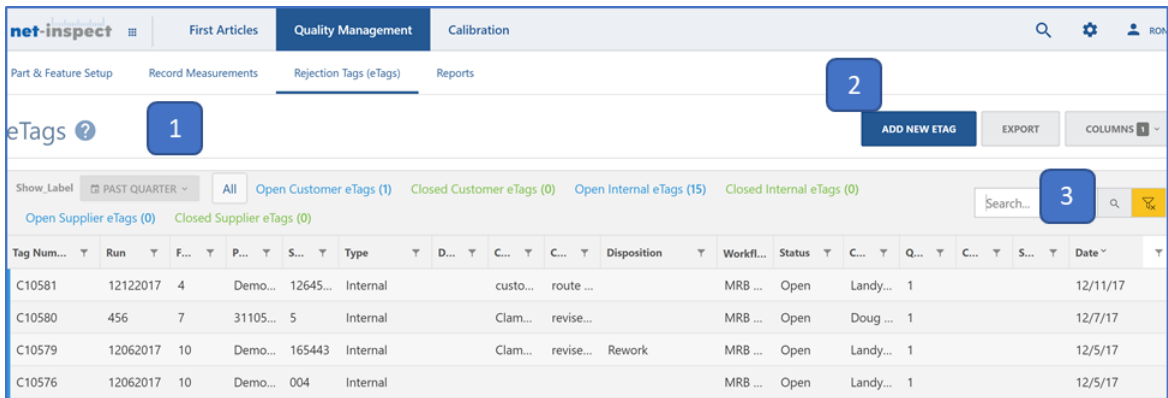 net-inspect First Articles Quality Management Calibration RON
Part & Feature Setup Record Measurements Rejection Tags (eTags) Reports
2
eTags ? 1 ADD NEW ETAG EXPORT COLUMNS 1
Show_Label PAST QUARTER All Open Customer eTags (1) Closed Customer eTags (0) Open Internal eTags (15) Closed Internal eTags (0)
Search... 3
Open Supplier eTags (0) Closed Supplier eTags (0)
Tag Num... Run F... P... S... Type D... C... C... Disposition Workfl... Status C... Q... C... S... Date
C10581 12122017 4 Demo... 12645... Internal custo... route ... MRB ... Open Landy... 1 12/11/17
C10580 456 7 31105... 5 Internal Clam... revise... MRB ... Open Doug ... 1 12/7/17
C10579 12062017 10 Demo... 165443 Internal Clam... revise... Rework MRB ... Open Landy... 1 12/5/17
C10576 12062017 10 Demo... 004 Internal MRB ... Open Landy... 1 12/5/17